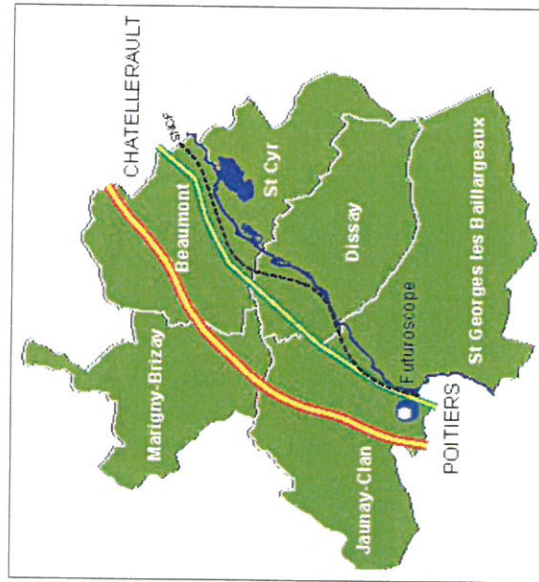 CHATELLERAULT
Marigny-Brizay
Beaumont
St Cyr
Dissay
Jaunay-Clan
Futuroscope
POITIERS
St Georges les Baillargeaux